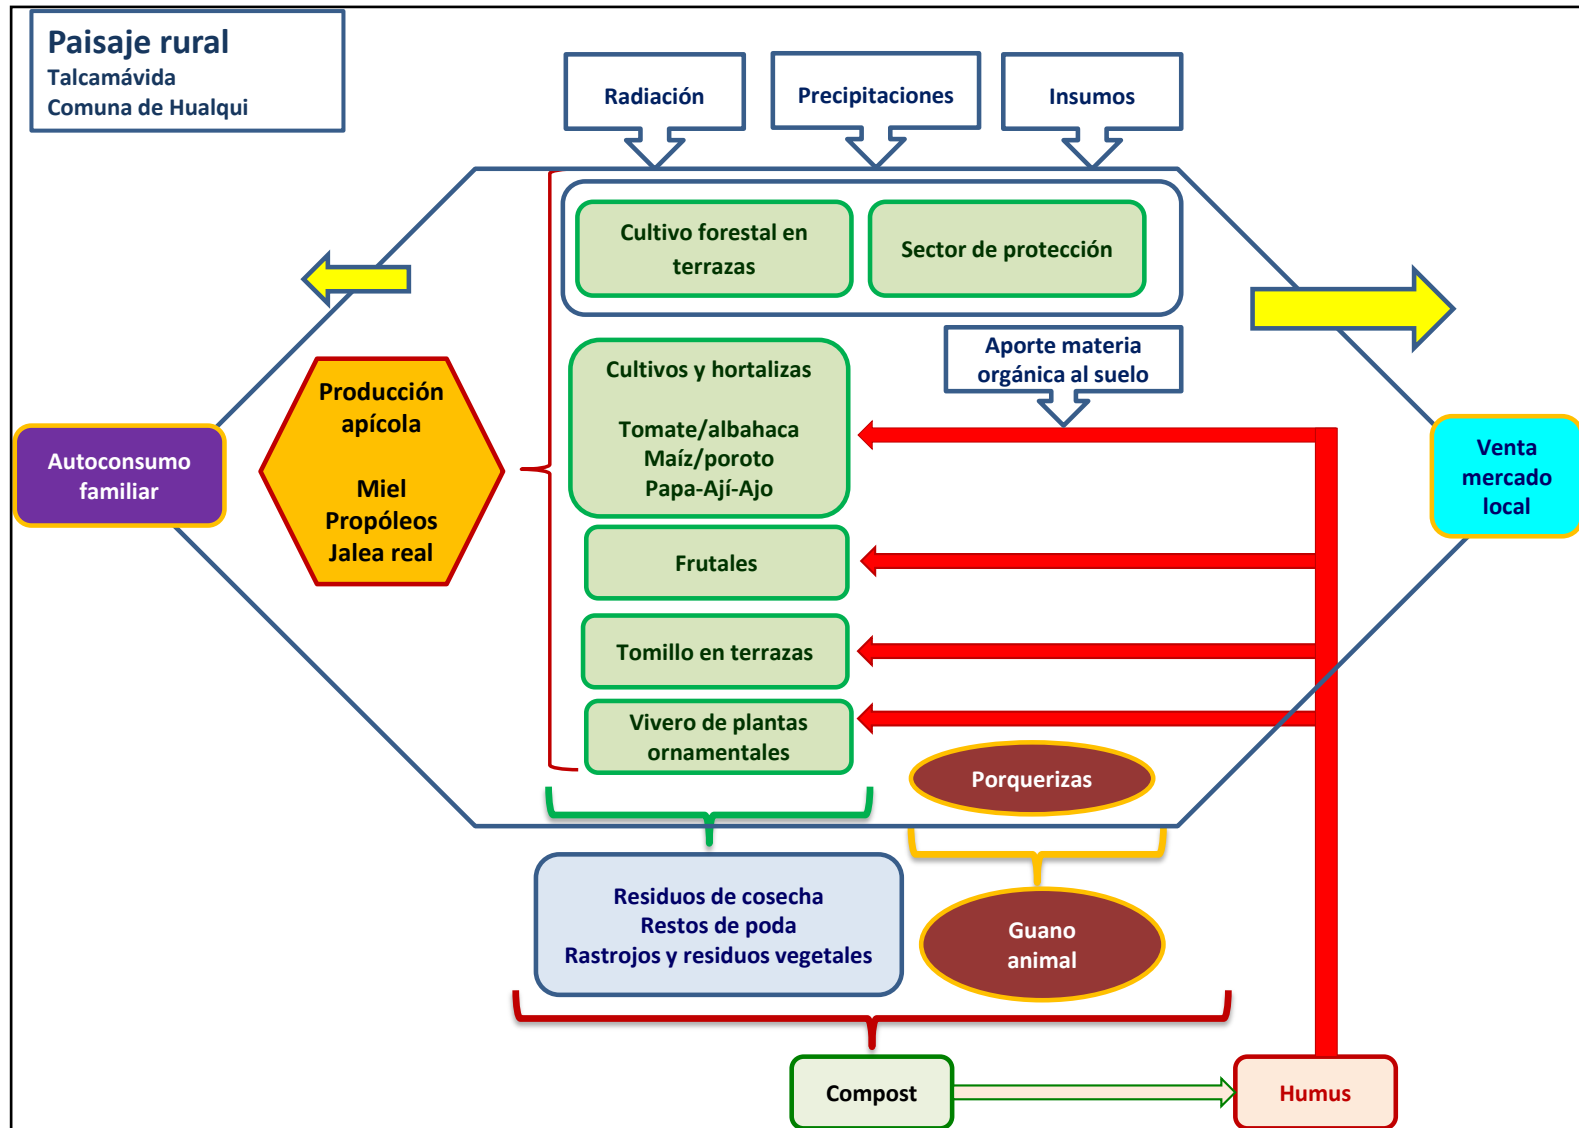 Paisaje rural
Talcamávida
Comuna de Hualqui
Radiación
Precipitaciones
Insumos
Cultivo forestal en
terrazas
Sector de protección
Aporte materia
orgánica al suelo
Cultivos y hortalizas
Tomate/albahaca
Maíz/poroto
Papa-Ají-Ajo
Producción
apícola
Miel
Propóleos
Jalea real
Autoconsumo
familiar
Venta
mercado
local
Frutales
Tomillo en terrazas
Vivero de plantas
ornamentales
Porquerizas
Residuos de cosecha
Restos de poda
Rastrojos y residuos vegetales
Guano
animal
Compost
Humus